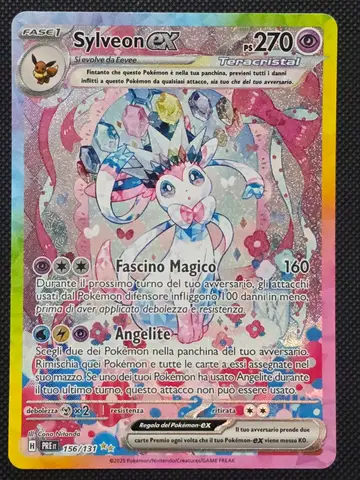 FASE 1
Sylveon ex
PS 270
Si evolve da Eevee
Teracristal
Fintanto che questo Pokémon è nella tua panchina, previeni tutti i danni
inflitti a questo Pokémon da qualsiasi attacco, sia tuo che del tuo avversario.
Fascino Magico 160
Durante il prossimo turno del tuo avversario, gli attacchi
usati dal Pokémon difensore infliggono 100 danni in meno,
prima di aver applicato debolezza e resistenza.
Angelite
Scegli due dei Pokémon nella panchina del tuo avversario.
Rimischia quei Pokémon e tutte le carte a essi assegnate nel
suo mazzo. Se uno dei tuoi Pokémon ha usato Angelite durante
il tuo ultimo turno, questo attacco non può essere usato.
debolezza ×2 resistenza ritirata
Ill. Cona Nitanda
Regola dei Pokémon-ex
H PRE IT 156/131
Il tuo avversario prende due
carte Premio ogni volta che il tuo Pokémon-ex viene messo KO.
©2025 Pokémon/Nintendo/Creatures/GAME FREAK